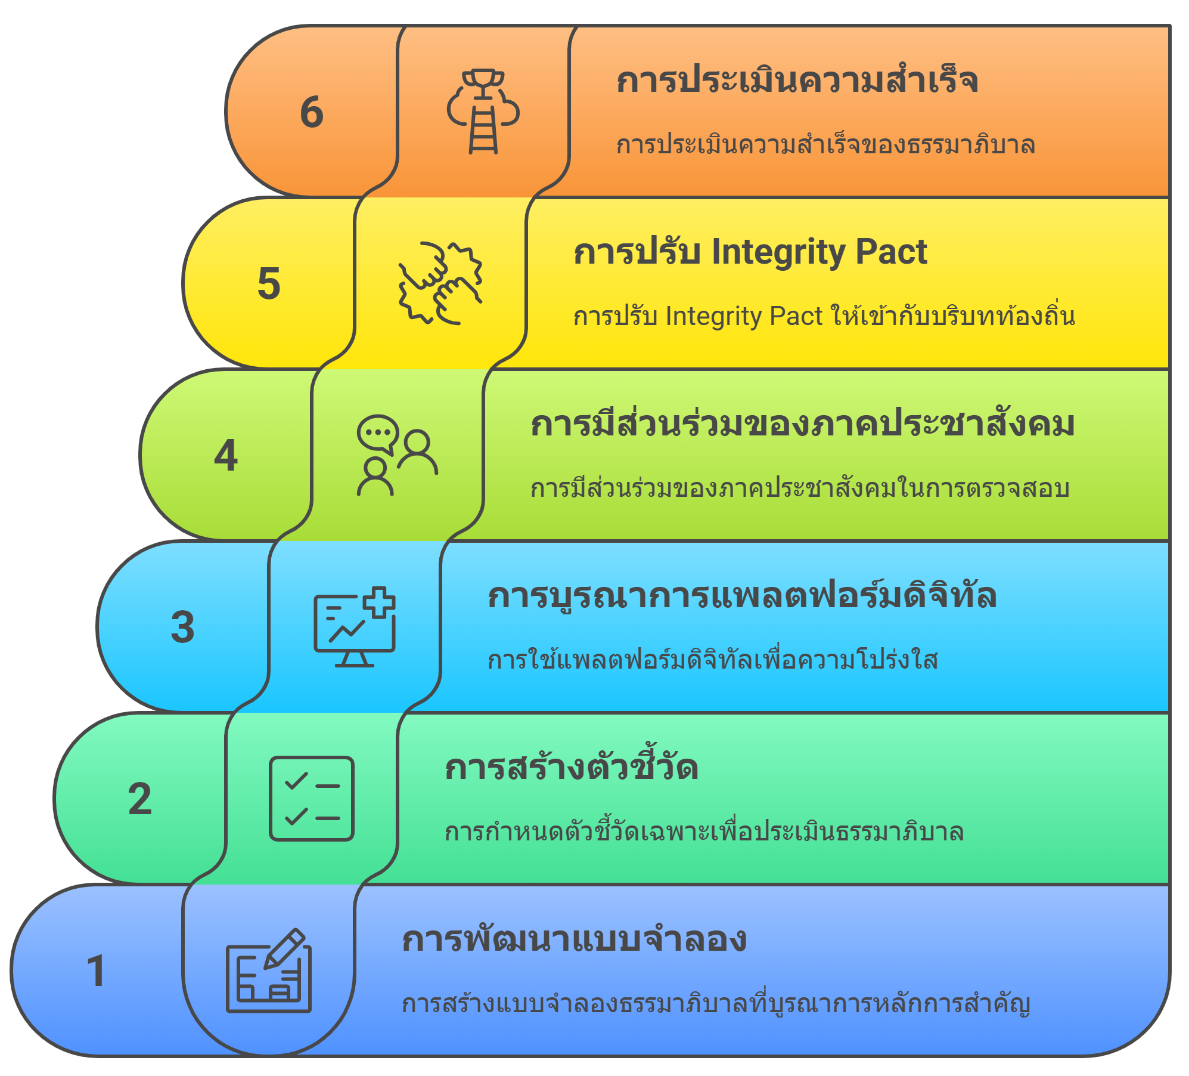 6
การประเมินความสำเร็จ
การประเมินความสำเร็จของธรรมาภิบาล
5
การปรับ Integrity Pact
การปรับ Integrity Pact ให้เข้ากับบริบทท้องถิ่น
4
การมีส่วนร่วมของภาคประชาสังคม
การมีส่วนร่วมของภาคประชาสังคมในการตรวจสอบ
3
การบูรณาการแพลตฟอร์มดิจิทัล
การใช้แพลตฟอร์มดิจิทัลเพื่อความโปร่งใส
2
การสร้างตัวชี้วัด
การกำหนดตัวชี้วัดเฉพาะเพื่อประเมินธรรมาภิบาล
1
การพัฒนาแบบจำลอง
การสร้างแบบจำลองธรรมาภิบาลที่บูรณาการหลักการสำคัญ